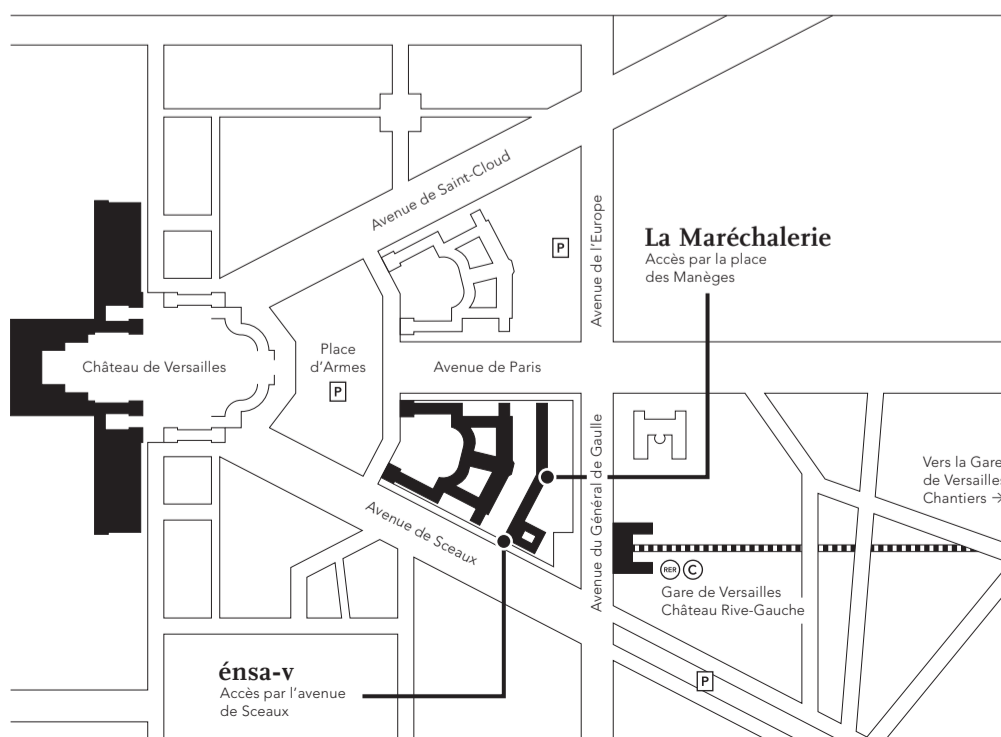 Avenue de Saint-Cloud
Avenue de l'Europe
P
La Maréchalerie
Accès par la place
des Manèges
Château de Versailles
Place
d'Armes
P
Avenue de Paris
Avenue du Général de Gaulle
Vers la Gare
de Versailles
Chantiers →
Avenue de Sceaux
RER C
Gare de Versailles
Château Rive-Gauche
énsa-v
Accès par l'avenue
de Sceaux
P